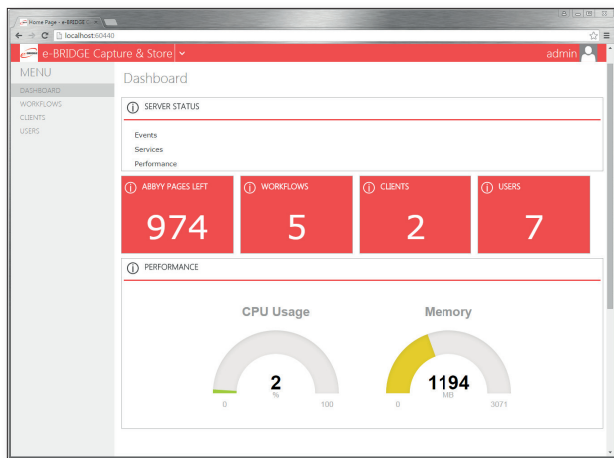 Home Page - e-BRIDGE C
localhost:60440
e-BRIDGE Capture & Store
admin
MENU
DASHBOARD
WORKFLOWS
CLIENTS
USERS
Dashboard
SERVER STATUS
Events
Services
Performance
ABBYY PAGES LEFT
974
WORKFLOWS
5
CLIENTS
2
USERS
7
PERFORMANCE
CPU Usage
2
%
0
100
Memory
1194
MB
0
3071